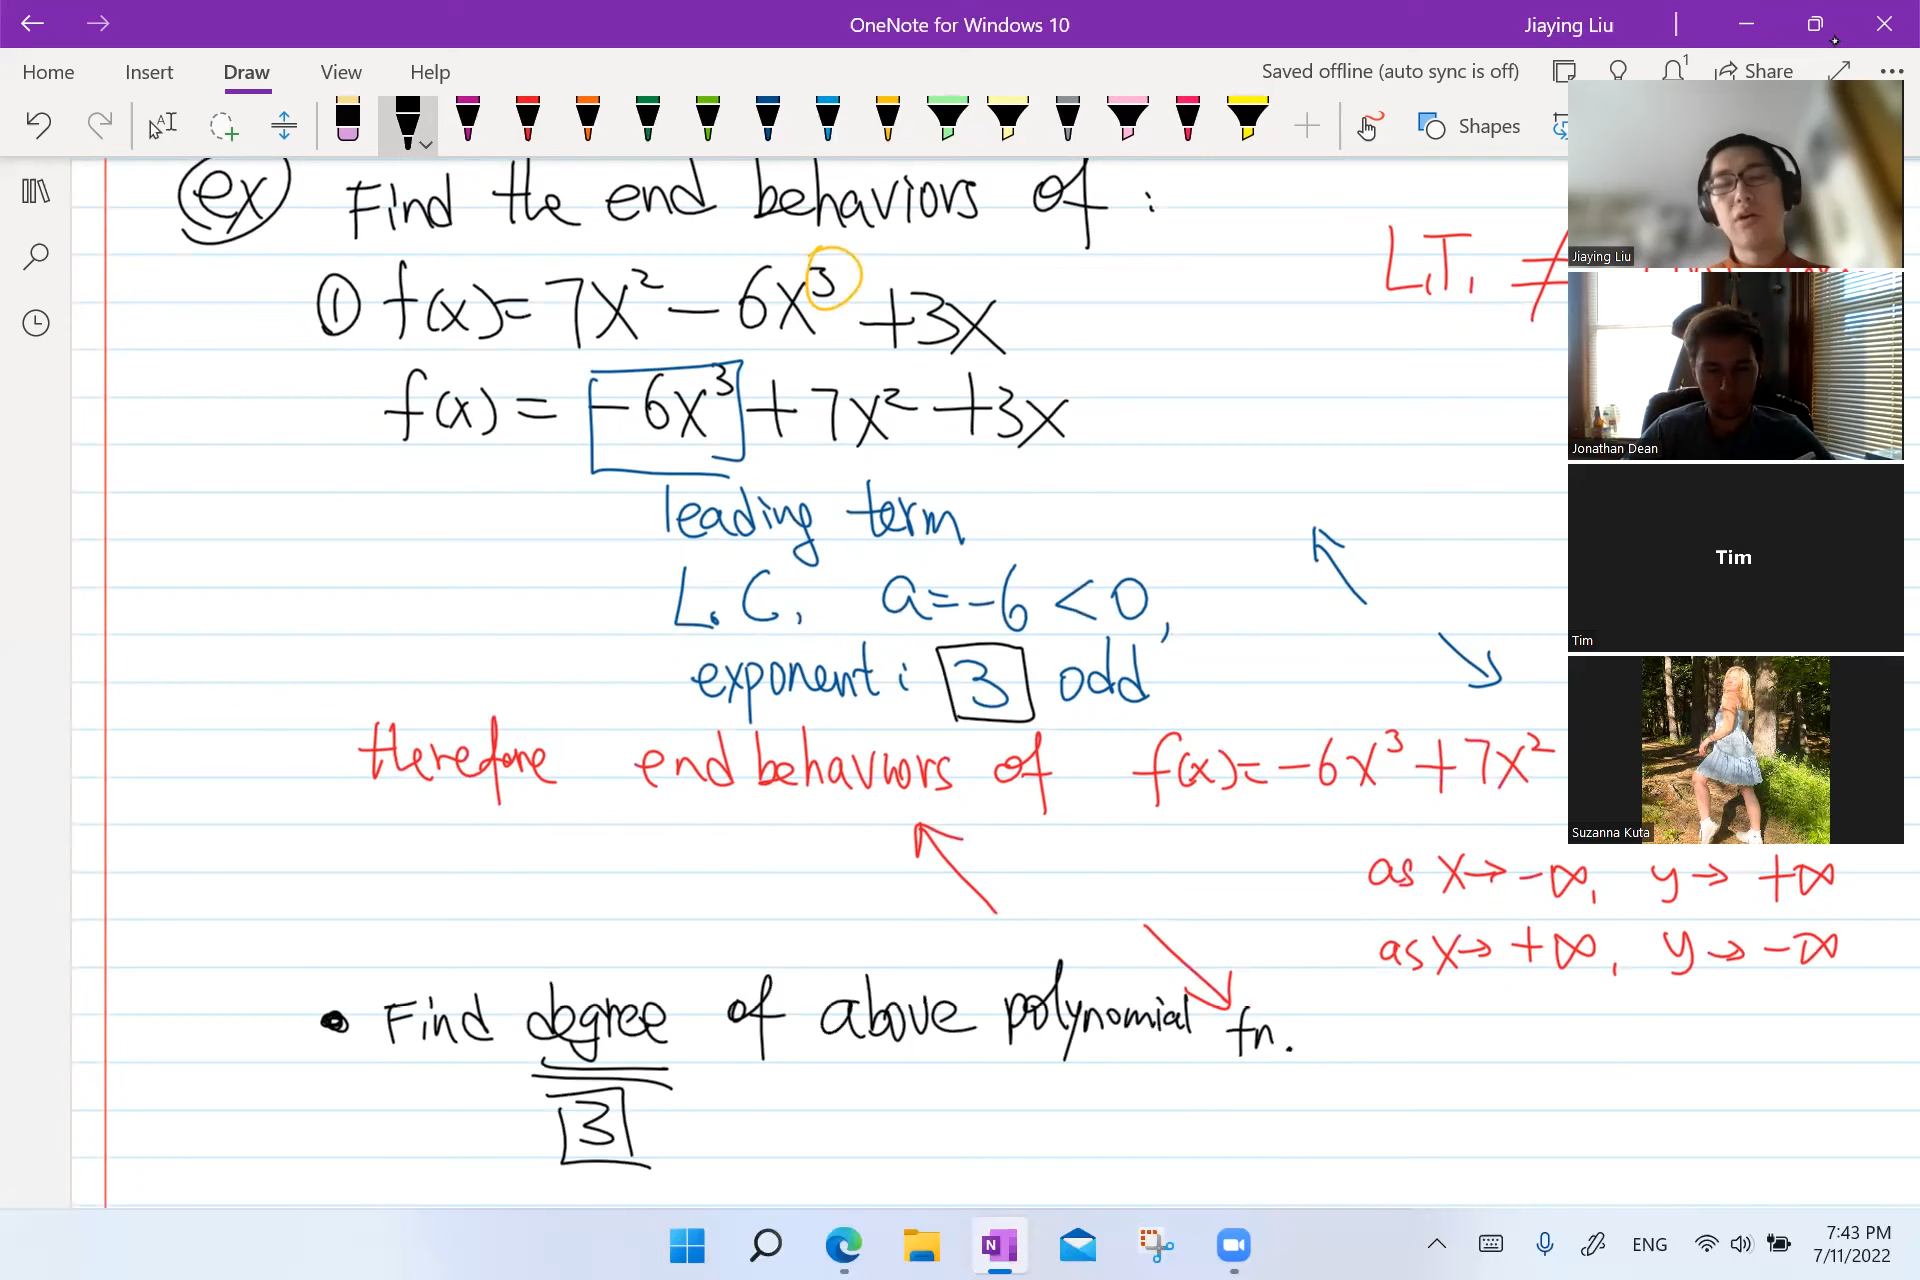 OneNote for Windows 10
Jiaying Liu
Home Insert Draw View Help
Saved offline (auto sync is off)
1
Share
Shapes
ex Find the end behaviors of :
① f(x)= 7x² - 6x³ + 3x
f(x) = -6x³ + 7x² + 3x
L.T. ≠
leading term
L.C. a=-6 < 0,
exponent: 3 odd
therefore end behaviors of f(x)= -6x³ + 7x²
as x→ -∞, y→ +∞
as x→ +∞, y→ -∞
• Find degree of above polynomial fn.
3
Jiaying Liu
Jonathan Dean
Tim
Tim
Suzanna Kuta
ENG
7:43 PM
7/11/2022